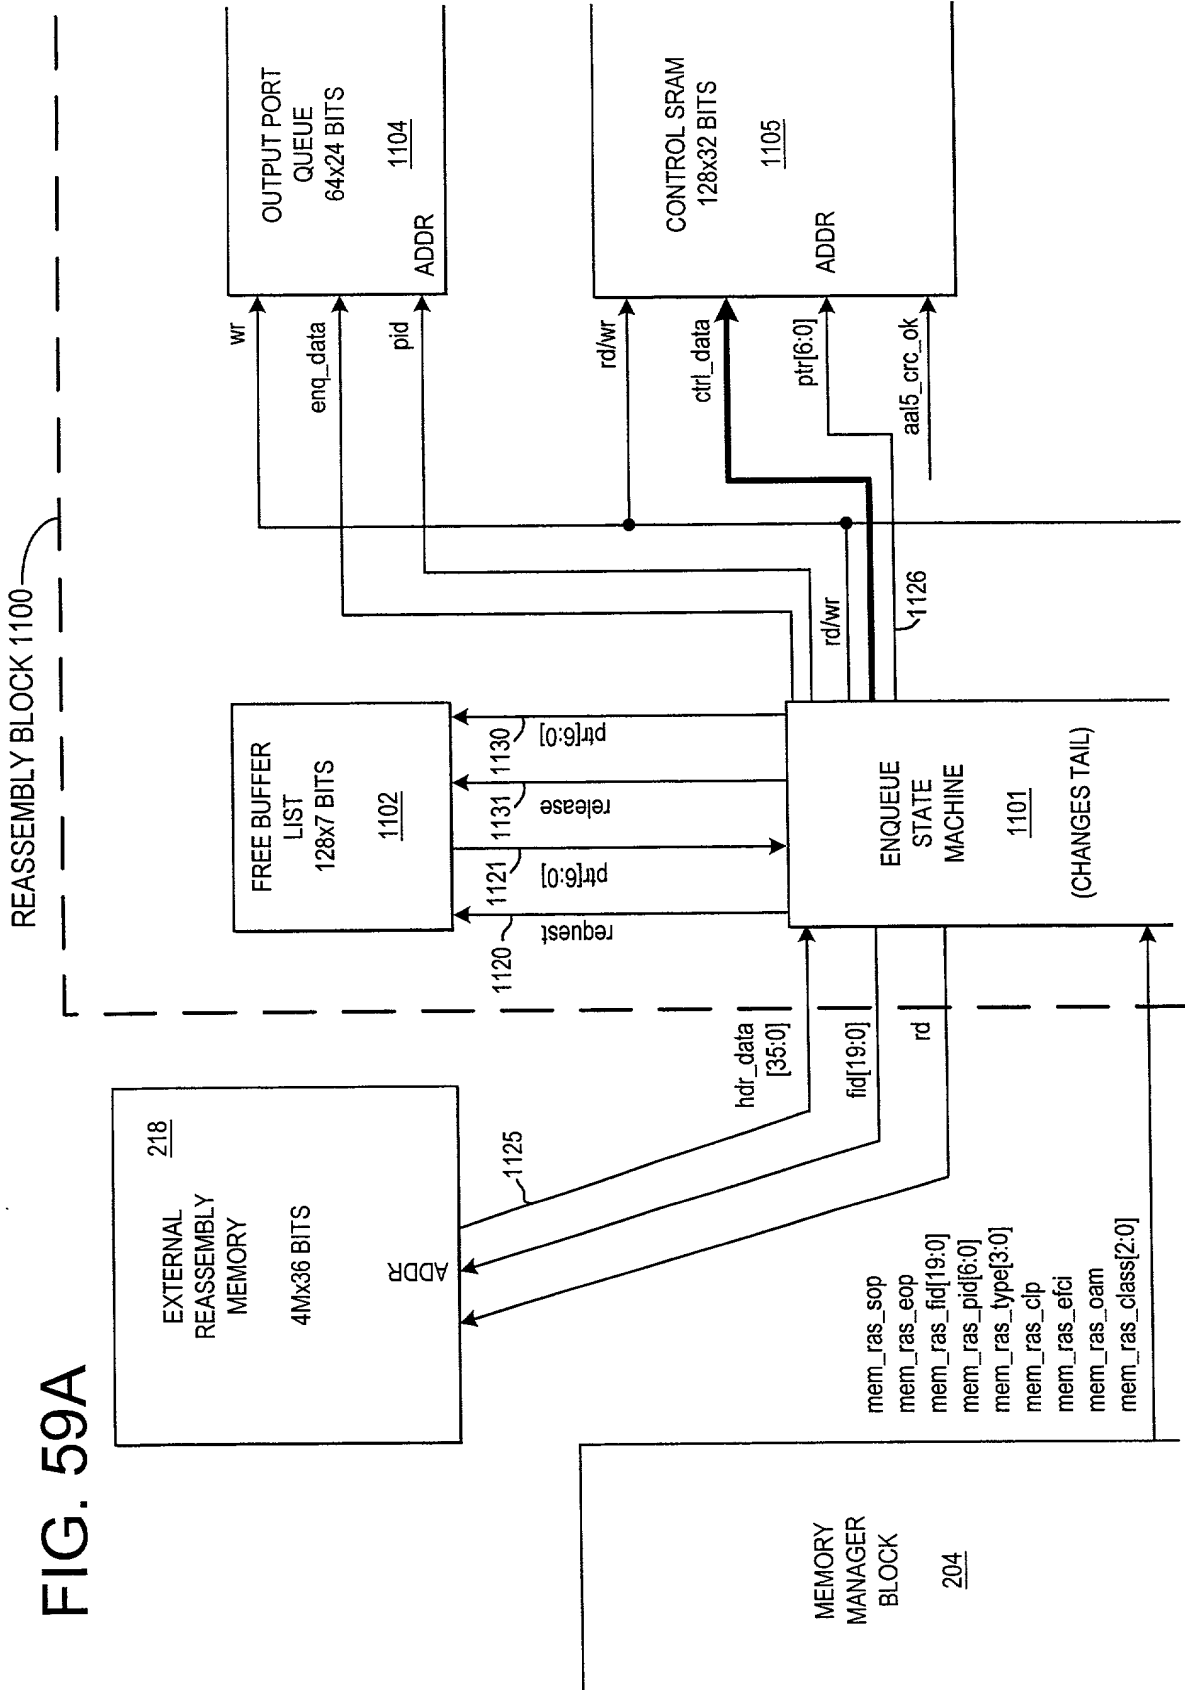 FIG. 59A
REASSEMBLY BLOCK 1100
EXTERNAL
REASSEMBLY
MEMORY
218
4Mx36 BITS
ADDR
1125
hdr_data
[35:0]
fid[19:0]
rd
MEMORY
MANAGER
BLOCK
204
mem_ras_sop
mem_ras_eop
mem_ras_fid[19:0]
mem_ras_pid[6:0]
mem_ras_type[3:0]
mem_ras_clp
mem_ras_efci
mem_ras_oam
mem_ras_class[2:0]
FREE BUFFER
LIST
128x7 BITS
1102
1120
request
1121
ptr[6:0]
1131
release
1130
ptr[6:0]
ENQUEUE
STATE
MACHINE
1101
(CHANGES TAIL)
rd/wr
1126
OUTPUT PORT
QUEUE
64x24 BITS
1104
ADDR
wr
enq_data
pid
CONTROL SRAM
128x32 BITS
1105
ADDR
rd/wr
ctrl_data
ptr[6:0]
aal5_crc_ok